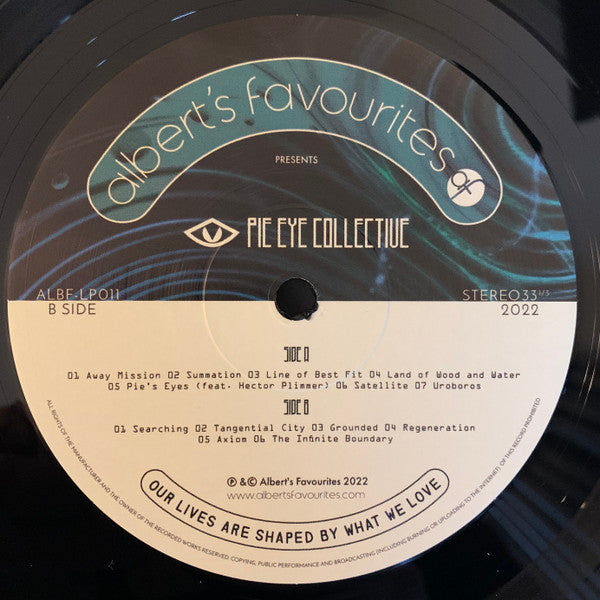 albert's favourites
af
PRESENTS
PIE EYE COLLECTIVE
ALBF-LP011
B SIDE
STEREO33 1/3
2022
SIDE A
01 Away Mission 02 Summation 03 Line of Best Fit 04 Land of Wood and Water
05 Pie's Eyes (feat. Hector Plimmer) 06 Satellite 07 Uroboros
SIDE B
01 Searching 02 Tangential City 03 Grounded 04 Regeneration
05 Axiom 06 The Infinite Boundary
℗ &© Albert's Favourites 2022
www.albertsfavourites.com
OUR LIVES ARE SHAPED BY WHAT WE LOVE
ALL RIGHTS OF THE MANUFACTURER AND THE OWNER OF THE RECORDED WORKS RESERVED. COPYING, PUBLIC PERFORMANCE AND BROADCASTING (INCLUDING BURNING OR UPLOADING TO THE INTERNET), OF THIS RECORD PROHIBITED